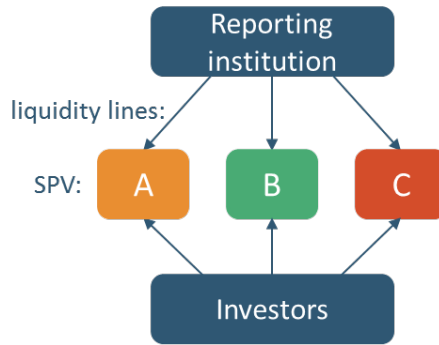 Reporting
institution
liquidity lines:
SPV:
A
B
C
Investors